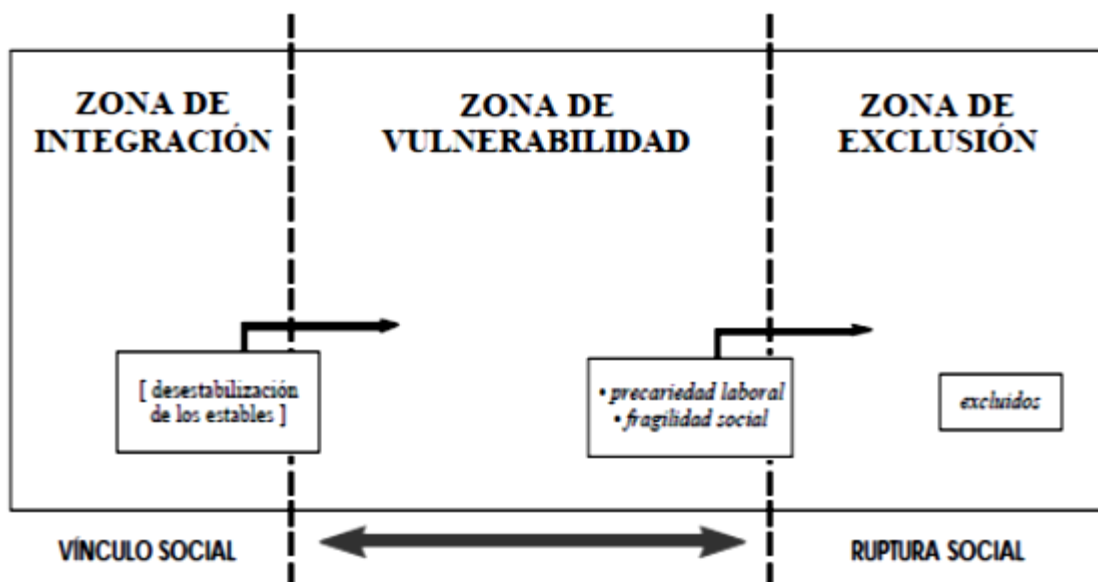 ZONA DE
INTEGRACIÓN
ZONA DE
VULNERABILIDAD
ZONA DE
EXCLUSIÓN
[ desestabilización
de los estables ]
• precariedad laboral
• fragilidad social
excluidos
VÍNCULO SOCIAL
RUPTURA SOCIAL